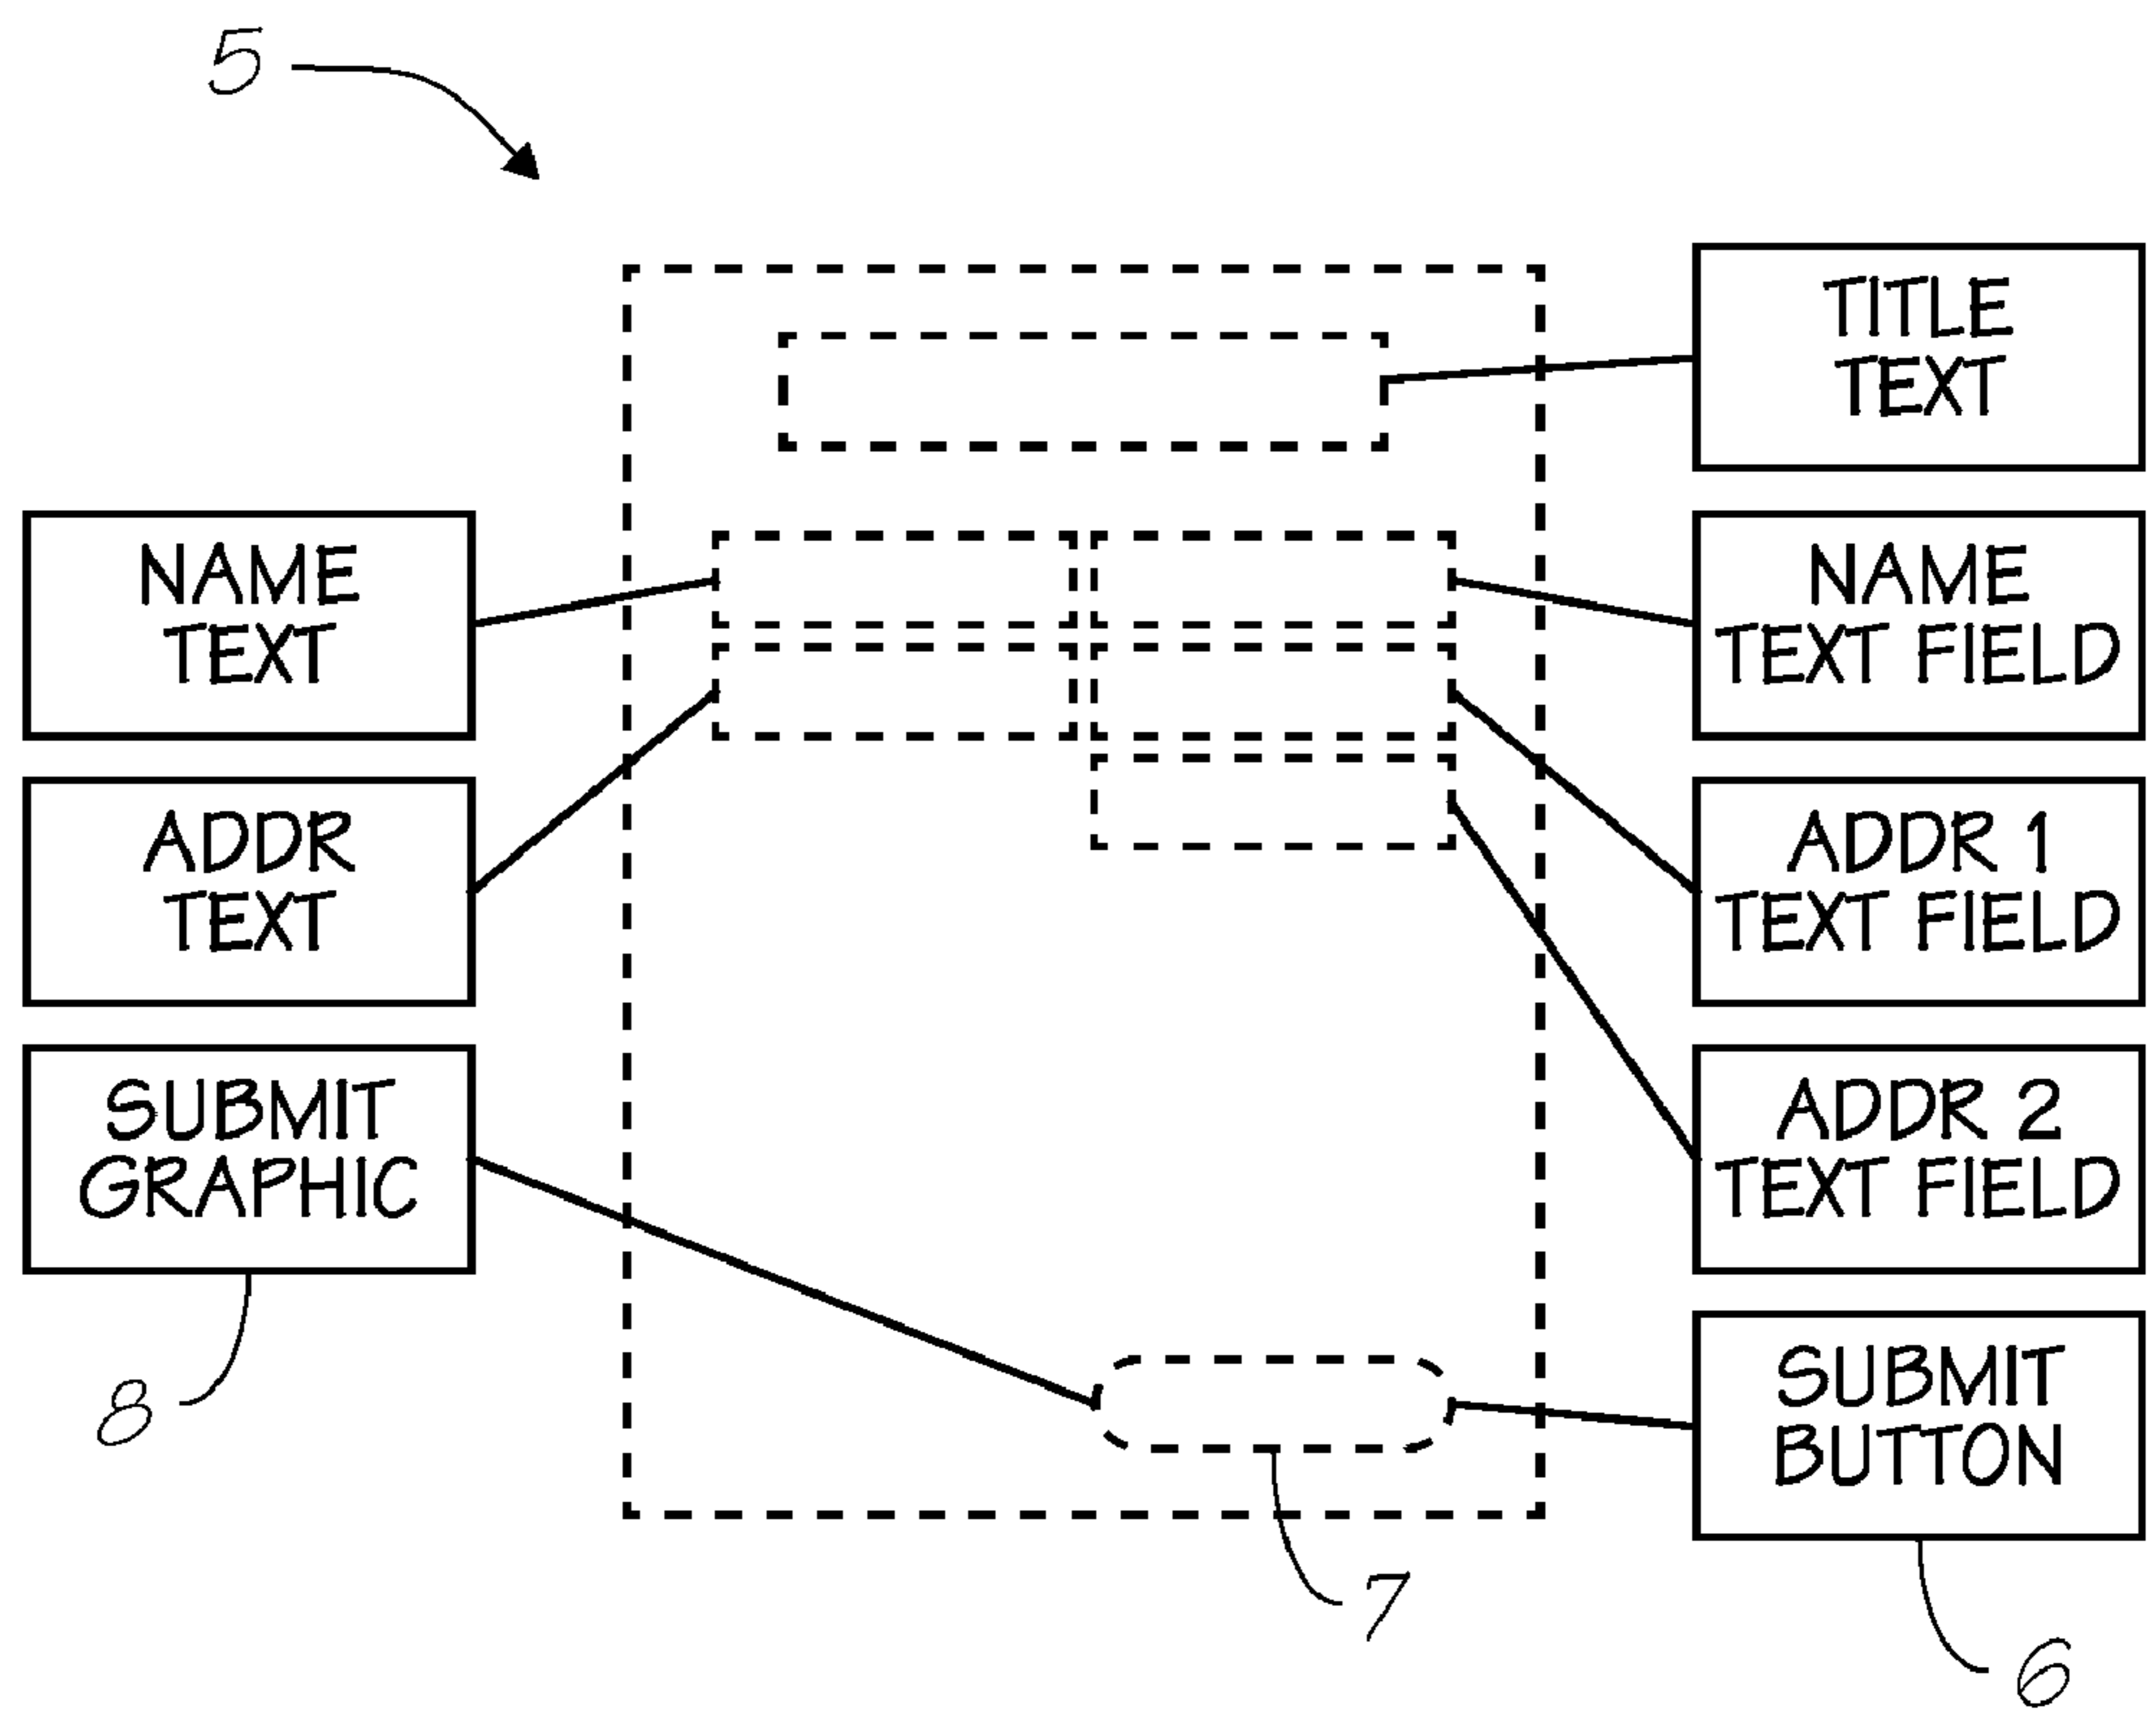 5
TITLE
TEXT
NAME
TEXT
NAME
TEXT FIELD
ADDR
TEXT
ADDR 1
TEXT FIELD
SUBMIT
GRAPHIC
ADDR 2
TEXT FIELD
SUBMIT
BUTTON
8
7
6